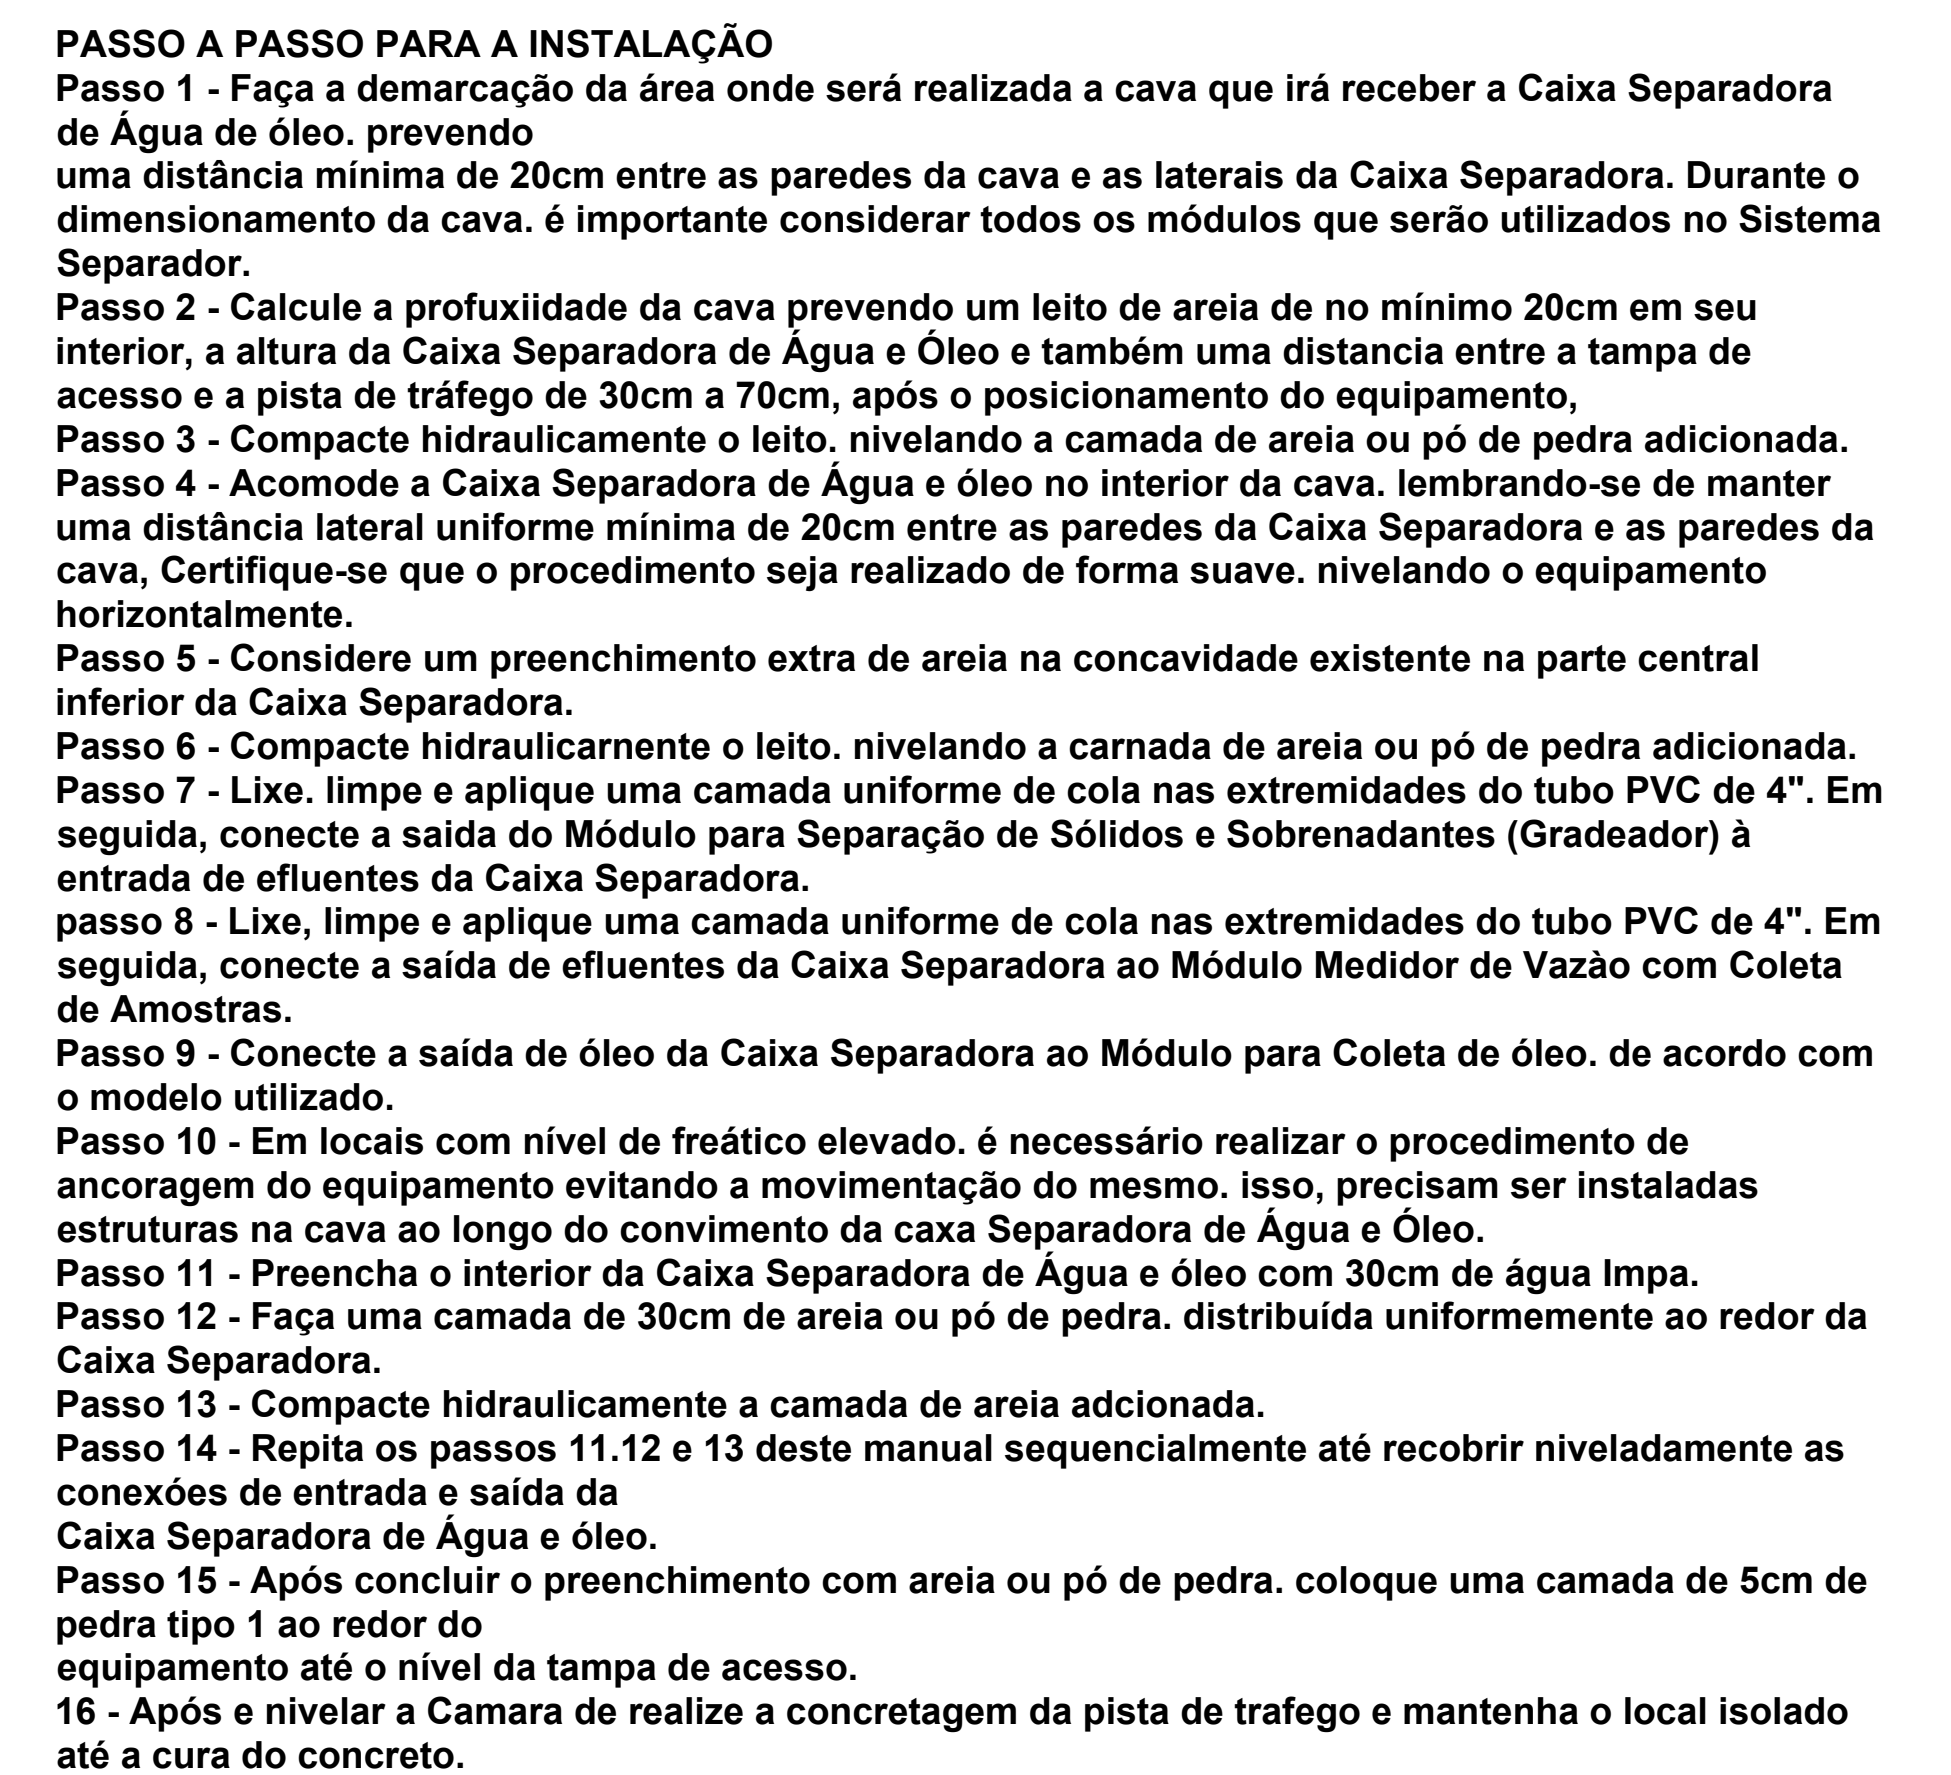 PASSO A PASSO PARA A INSTALAÇÃO
Passo 1 - Faça a demarcação da área onde será realizada a cava que irá receber a Caixa Separadora
de Água de óleo. prevendo
uma distância mínima de 20cm entre as paredes da cava e as laterais da Caixa Separadora. Durante o
dimensionamento da cava. é importante considerar todos os módulos que serão utilizados no Sistema
Separador.
Passo 2 - Calcule a profuxiidade da cava prevendo um leito de areia de no mínimo 20cm em seu
interior, a altura da Caixa Separadora de Água e Óleo e também uma distancia entre a tampa de
acesso e a pista de tráfego de 30cm a 70cm, após o posicionamento do equipamento,
Passo 3 - Compacte hidraulicamente o leito. nivelando a camada de areia ou pó de pedra adicionada.
Passo 4 - Acomode a Caixa Separadora de Água e óleo no interior da cava. lembrando-se de manter
uma distância lateral uniforme mínima de 20cm entre as paredes da Caixa Separadora e as paredes da
cava, Certifique-se que o procedimento seja realizado de forma suave. nivelando o equipamento
horizontalmente.
Passo 5 - Considere um preenchimento extra de areia na concavidade existente na parte central
inferior da Caixa Separadora.
Passo 6 - Compacte hidraulicarnente o leito. nivelando a carnada de areia ou pó de pedra adicionada.
Passo 7 - Lixe. limpe e aplique uma camada uniforme de cola nas extremidades do tubo PVC de 4". Em
seguida, conecte a saida do Módulo para Separação de Sólidos e Sobrenadantes (Gradeador) à
entrada de efluentes da Caixa Separadora.
passo 8 - Lixe, limpe e aplique uma camada uniforme de cola nas extremidades do tubo PVC de 4". Em
seguida, conecte a saída de efluentes da Caixa Separadora ao Módulo Medidor de Vazào com Coleta
de Amostras.
Passo 9 - Conecte a saída de óleo da Caixa Separadora ao Módulo para Coleta de óleo. de acordo com
o modelo utilizado.
Passo 10 - Em locais com nível de freático elevado. é necessário realizar o procedimento de
ancoragem do equipamento evitando a movimentação do mesmo. isso, precisam ser instaladas
estruturas na cava ao longo do convimento da caxa Separadora de Água e Óleo.
Passo 11 - Preencha o interior da Caixa Separadora de Água e óleo com 30cm de água Impa.
Passo 12 - Faça uma camada de 30cm de areia ou pó de pedra. distribuída uniformemente ao redor da
Caixa Separadora.
Passo 13 - Compacte hidraulicamente a camada de areia adcionada.
Passo 14 - Repita os passos 11.12 e 13 deste manual sequencialmente até recobrir niveladamente as
conexóes de entrada e saída da
Caixa Separadora de Água e óleo.
Passo 15 - Após concluir o preenchimento com areia ou pó de pedra. coloque uma camada de 5cm de
pedra tipo 1 ao redor do
equipamento até o nível da tampa de acesso.
16 - Após e nivelar a Camara de realize a concretagem da pista de trafego e mantenha o local isolado
até a cura do concreto.